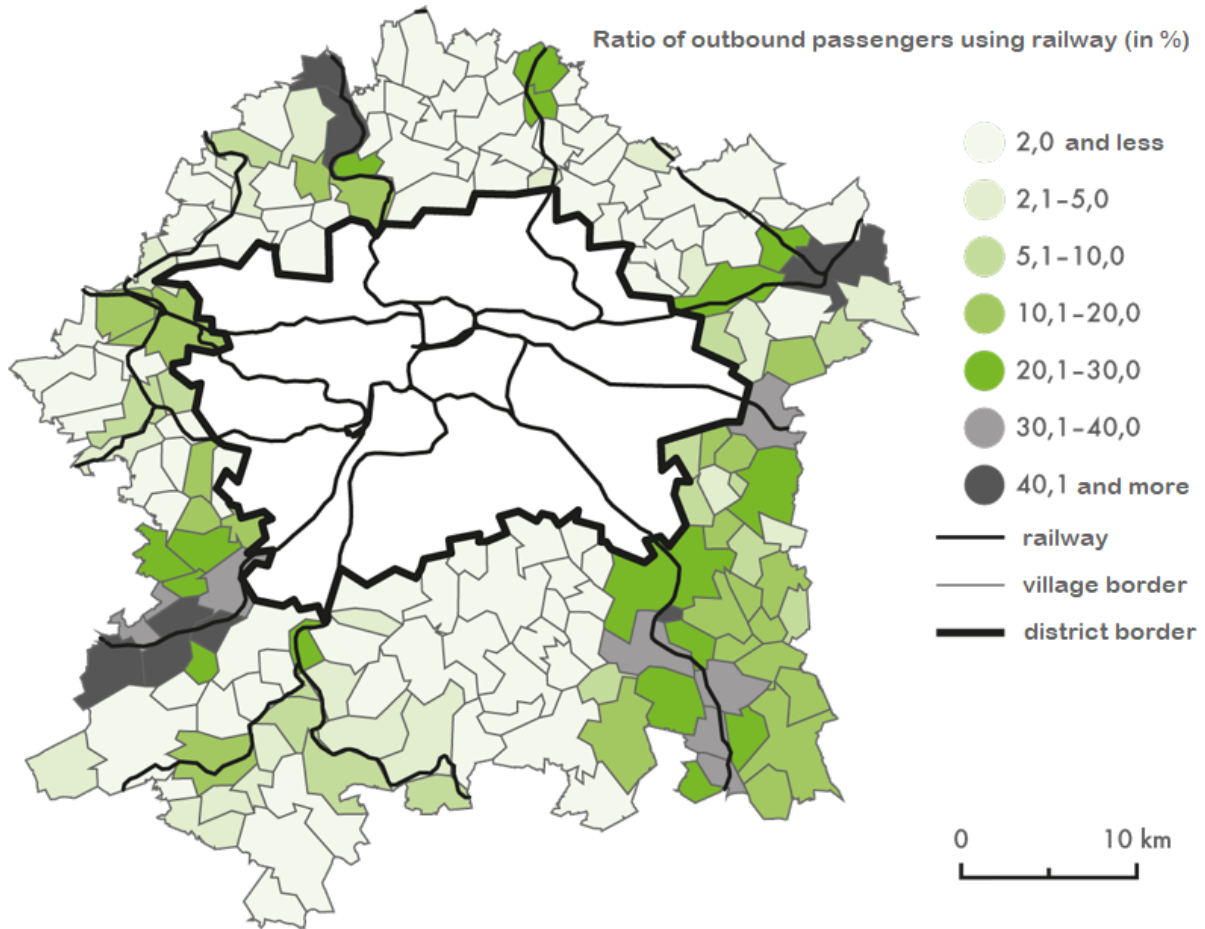 Ratio of outbound passengers using railway (in %)
2,0 and less
2,1–5,0
5,1–10,0
10,1–20,0
20,1–30,0
30,1–40,0
40,1 and more
railway
village border
district border
0 10 km